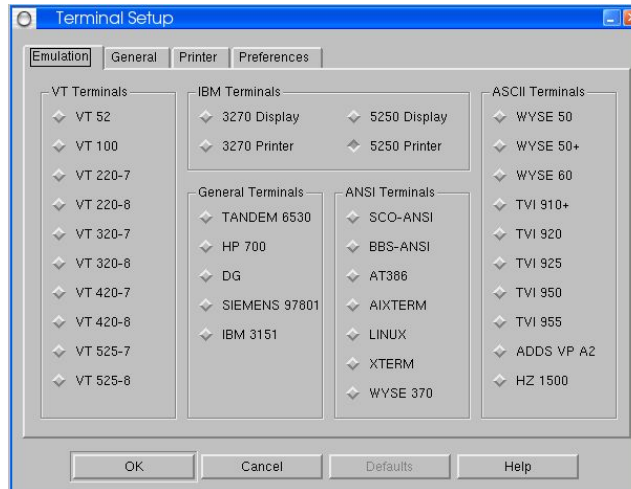 Terminal Setup
Emulation General Printer Preferences
VT Terminals
VT 52
VT 100
VT 220-7
VT 220-8
VT 320-7
VT 320-8
VT 420-7
VT 420-8
VT 525-7
VT 525-8
IBM Terminals
3270 Display
5250 Display
3270 Printer
5250 Printer
General Terminals
TANDEM 6530
HP 700
DG
SIEMENS 97801
IBM 3151
ANSI Terminals
SCO-ANSI
BBS-ANSI
AT386
AIXTERM
LINUX
XTERM
WYSE 370
ASCII Terminals
WYSE 50
WYSE 50+
WYSE 60
TVI 910+
TVI 920
TVI 925
TVI 950
TVI 955
ADDS VP A2
HZ 1500
OK Cancel Defaults Help